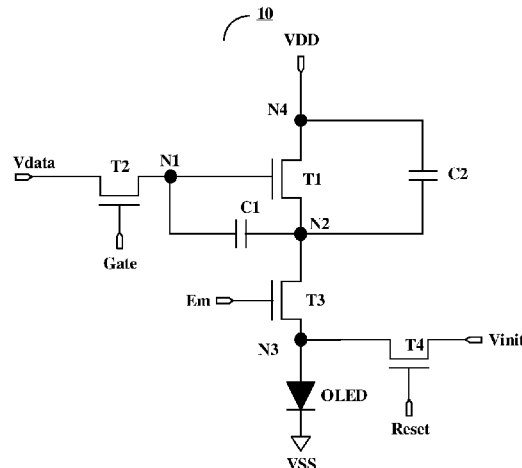 10
VDD
N4
Vdata
T2
N1
T1
C2
C1
N2
Gate
Em
T3
N3
T4
Vinit
OLED
Reset
VSS